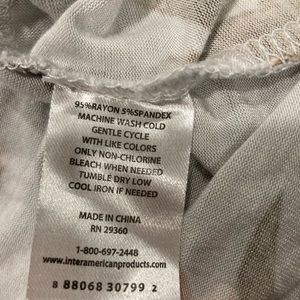 95%RAYON 5%SPANDEX
MACHINE WASH COLD
GENTLE CYCLE
WITH LIKE COLORS
ONLY NON-CHLORINE
BLEACH WHEN NEEDED
TUMBLE DRY LOW
COOL IRON IF NEEDED
MADE IN CHINA
RN 29360
1-800-697-2448
www.interamericanproducts.com
8 88068 30799 2